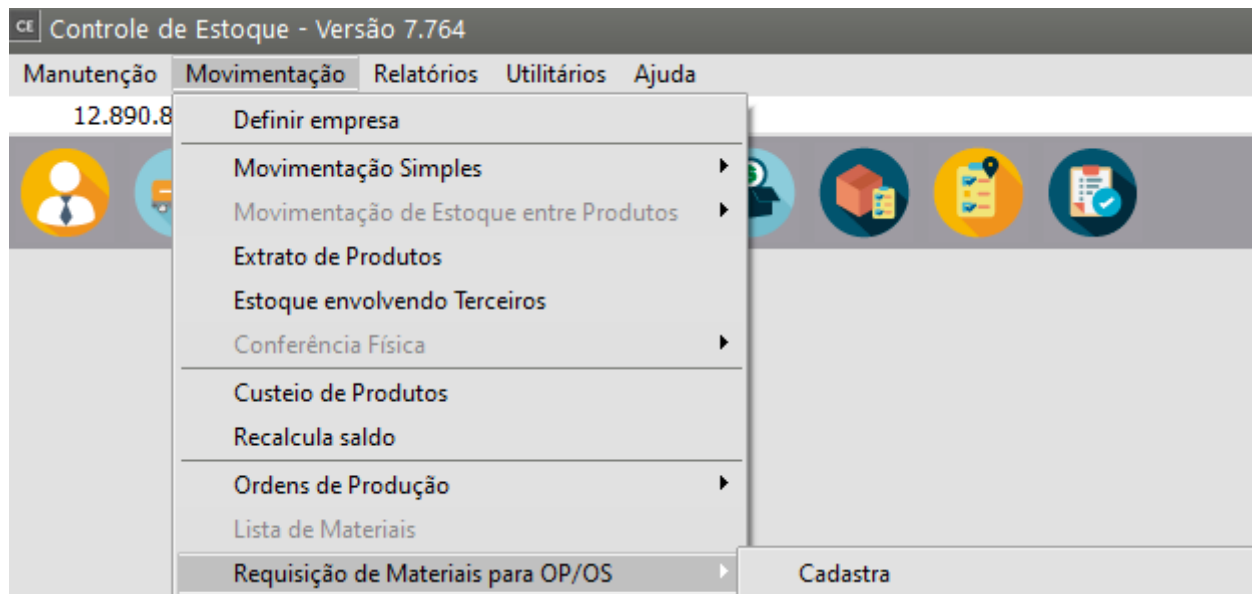 CE Controle de Estoque - Versão 7.764
Manutenção Movimentação Relatórios Utilitários Ajuda
12.890.8
Definir empresa
Movimentação Simples
Movimentação de Estoque entre Produtos
Extrato de Produtos
Estoque envolvendo Terceiros
Conferência Física
Custeio de Produtos
Recalcula saldo
Ordens de Produção
Lista de Materiais
Requisição de Materiais para OP/OS Cadastra